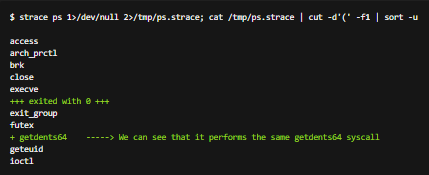 $ strace ps 1>/dev/null 2>/tmp/ps.strace; cat /tmp/ps.strace | cut -d'(' -f1 | sort -u
access
arch_prctl
brk
close
execve
+++ exited with 0 +++
exit_group
futex
+ getdents64    -----> We can see that it performs the same getdents64 syscall
geteuid
ioctl